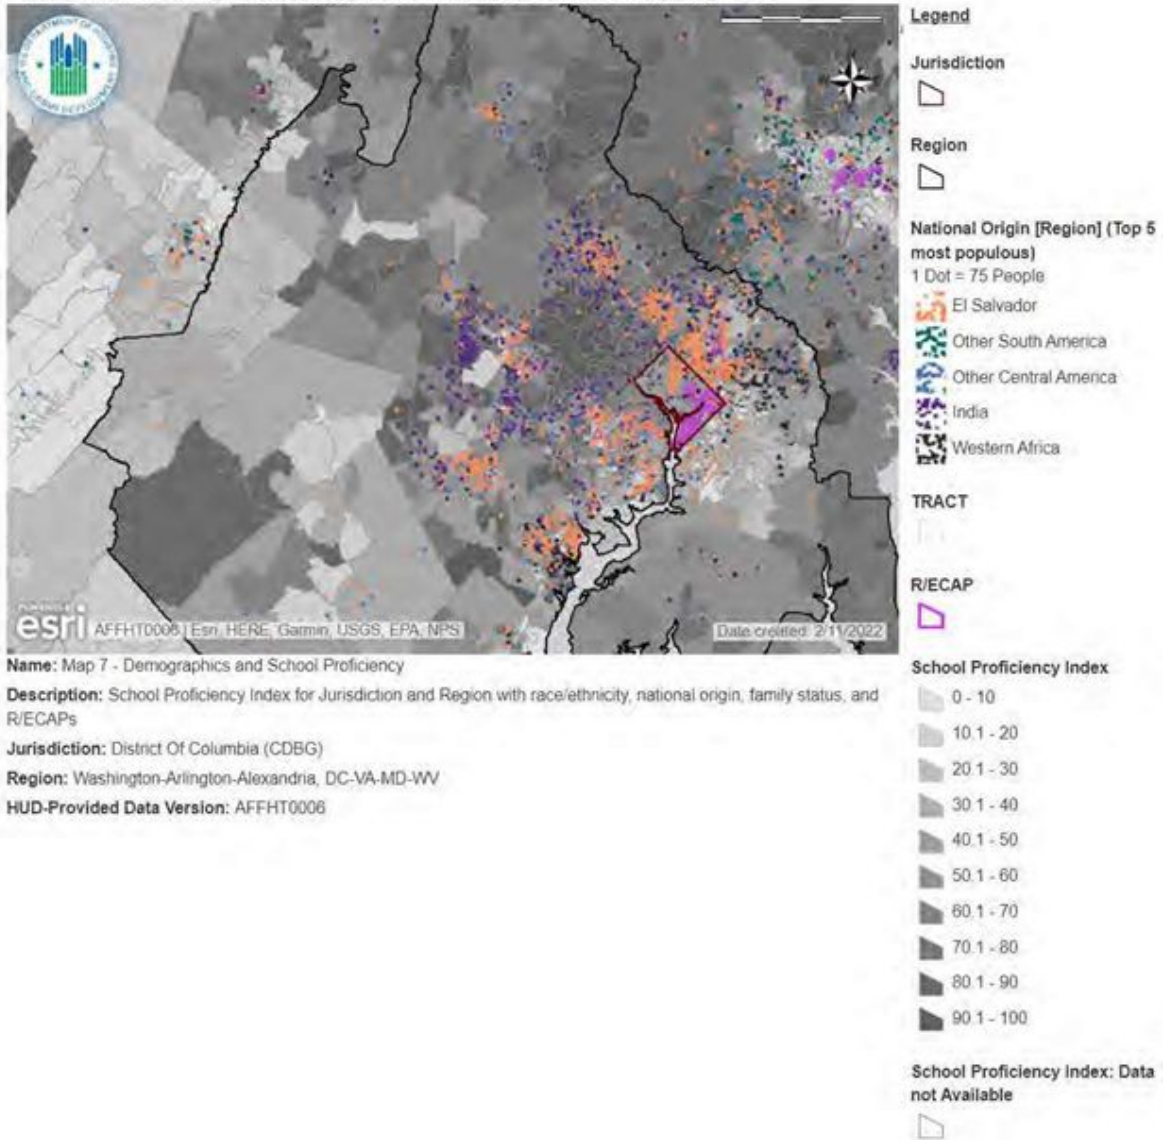 esri
AFFHT0006 | Esri, HERE, Garmin, USGS, EPA, NPS
Date created: 2/11/2022
Name: Map 7 - Demographics and School Proficiency
Description: School Proficiency Index for Jurisdiction and Region with race/ethnicity, national origin, family status, and
R/ECAPs
Jurisdiction: District Of Columbia (CDBG)
Region: Washington-Arlington-Alexandria, DC-VA-MD-WV
HUD-Provided Data Version: AFFHT0006
Legend
Jurisdiction
Region
National Origin [Region] (Top 5
most populous)
1 Dot = 75 People
El Salvador
Other South America
Other Central America
India
Western Africa
TRACT
R/ECAP
School Proficiency Index
0 - 10
10.1 - 20
20.1 - 30
30.1 - 40
40.1 - 50
50.1 - 60
60.1 - 70
70.1 - 80
80.1 - 90
90.1 - 100
School Proficiency Index: Data
not Available